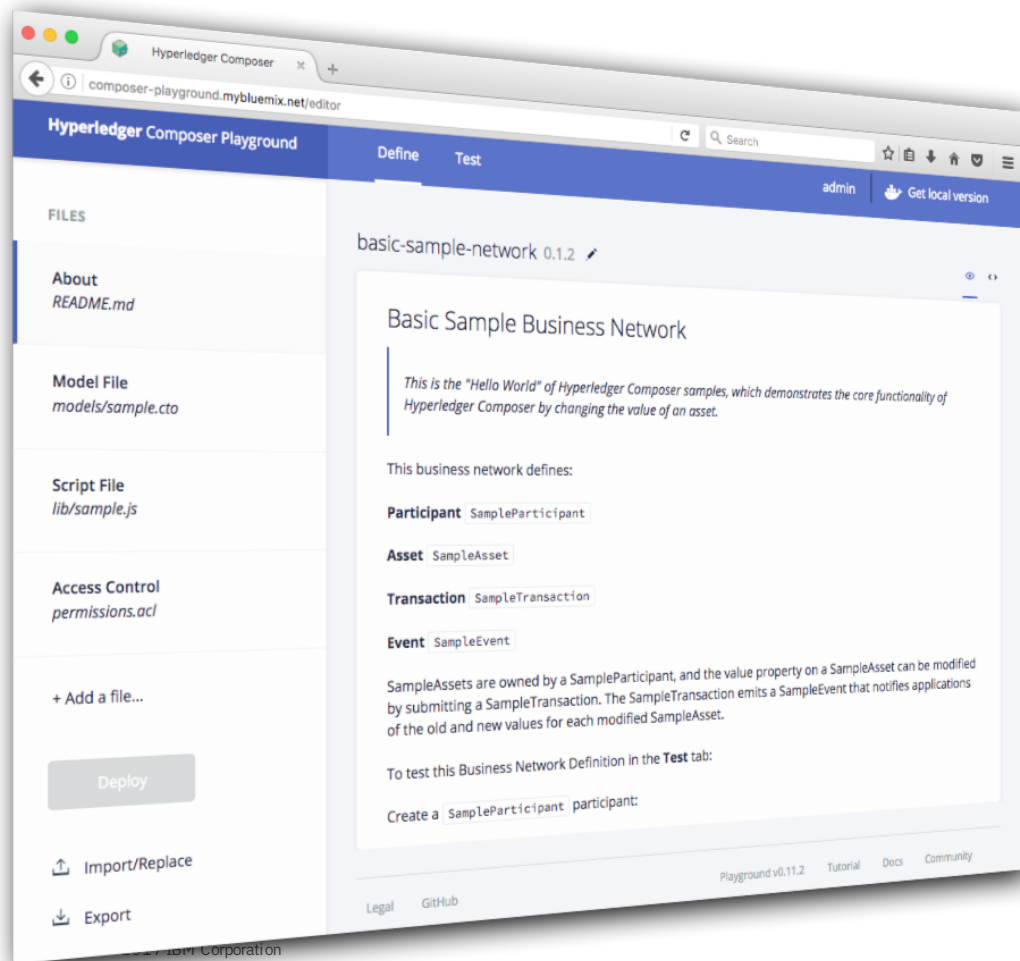 Hyperledger Composer
composer-playground.mybluemix.net/editor
Search
Hyperledger Composer Playground
Define
Test
admin
Get local version
FILES
About
README.md
Model File
models/sample.cto
Script File
lib/sample.js
Access Control
permissions.acl
+ Add a file...
Deploy
Import/Replace
Export
basic-sample-network 0.1.2
Basic Sample Business Network
This is the "Hello World" of Hyperledger Composer samples, which demonstrates the core functionality of
Hyperledger Composer by changing the value of an asset.
This business network defines:
Participant SampleParticipant
Asset SampleAsset
Transaction SampleTransaction
Event SampleEvent
SampleAssets are owned by a SampleParticipant, and the value property on a SampleAsset can be modified
by submitting a SampleTransaction. The SampleTransaction emits a SampleEvent that notifies applications
of the old and new values for each modified SampleAsset.
To test this Business Network Definition in the Test tab:
Create a SampleParticipant participant:
Legal
GitHub
Playground v0.11.2
Tutorial
Docs
Community
IBM Corporation